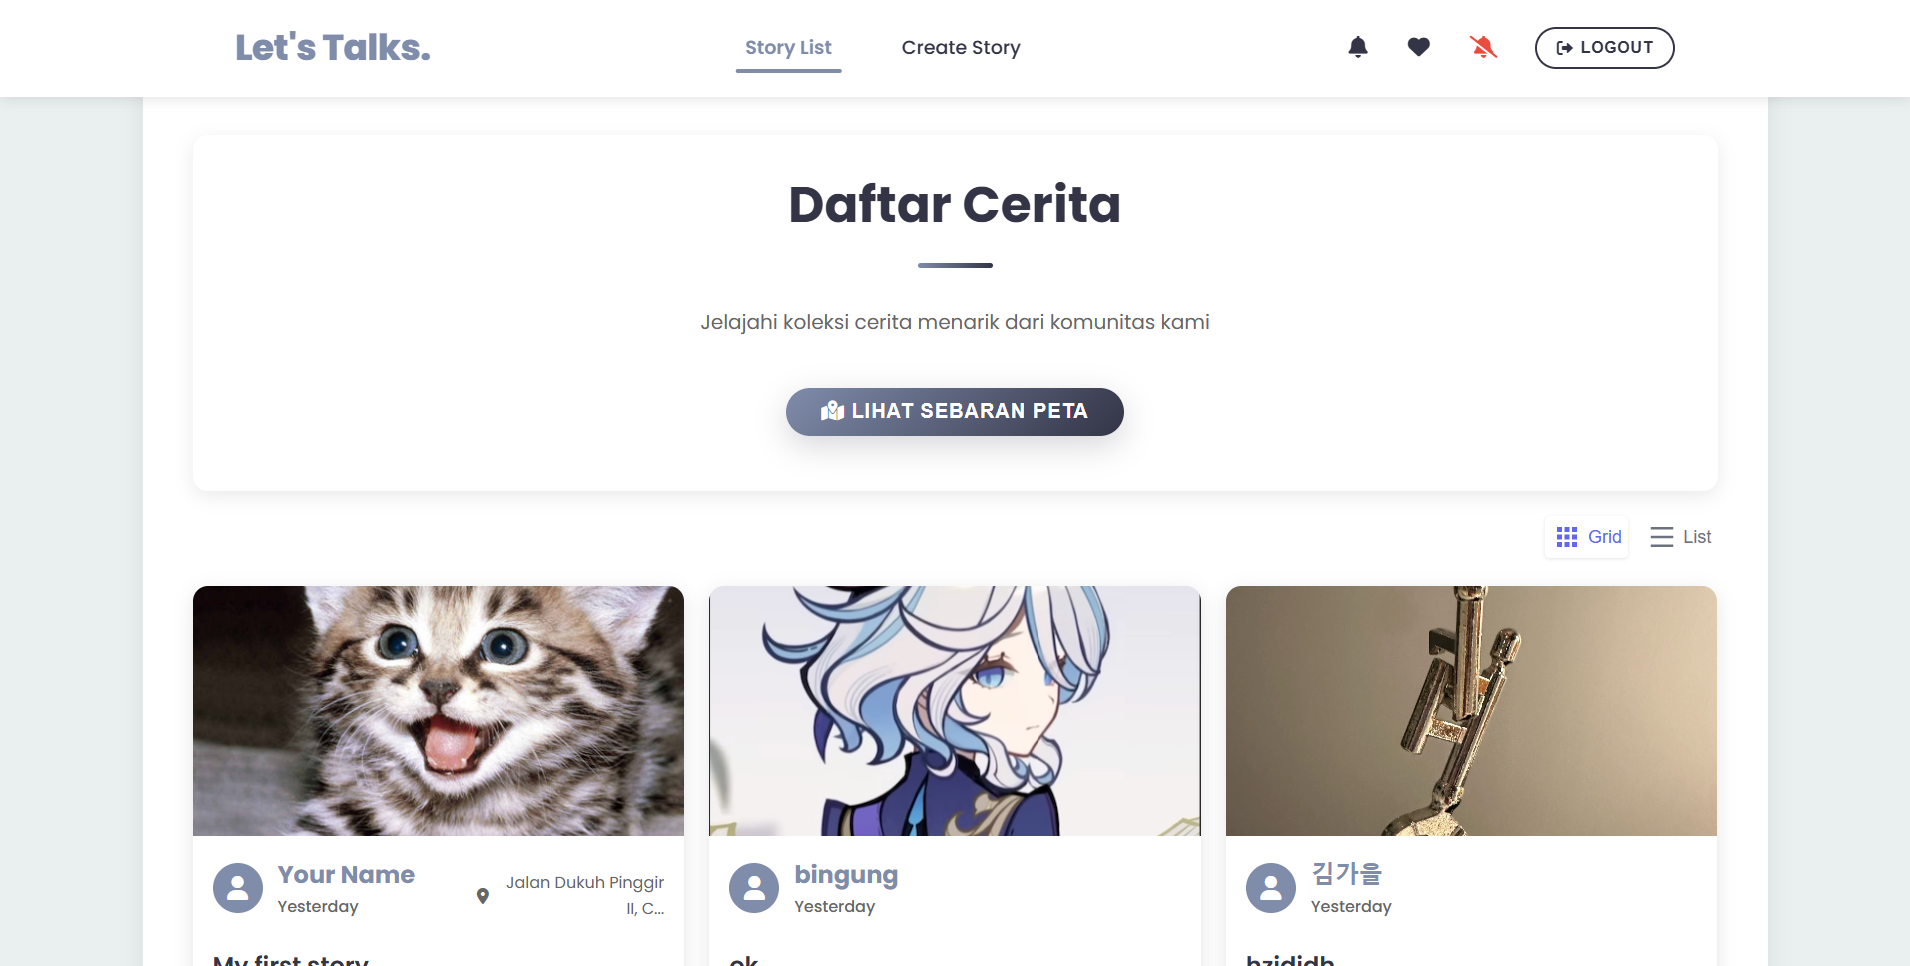 Let's Talks.
Story List
Create Story
LOGOUT
Daftar Cerita
Jelajahi koleksi cerita menarik dari komunitas kami
LIHAT SEBARAN PETA
Grid
List
Your Name
Yesterday
Jalan Dukuh Pinggir
II, C...
bingung
Yesterday
김가을
Yesterday
My first story
ok